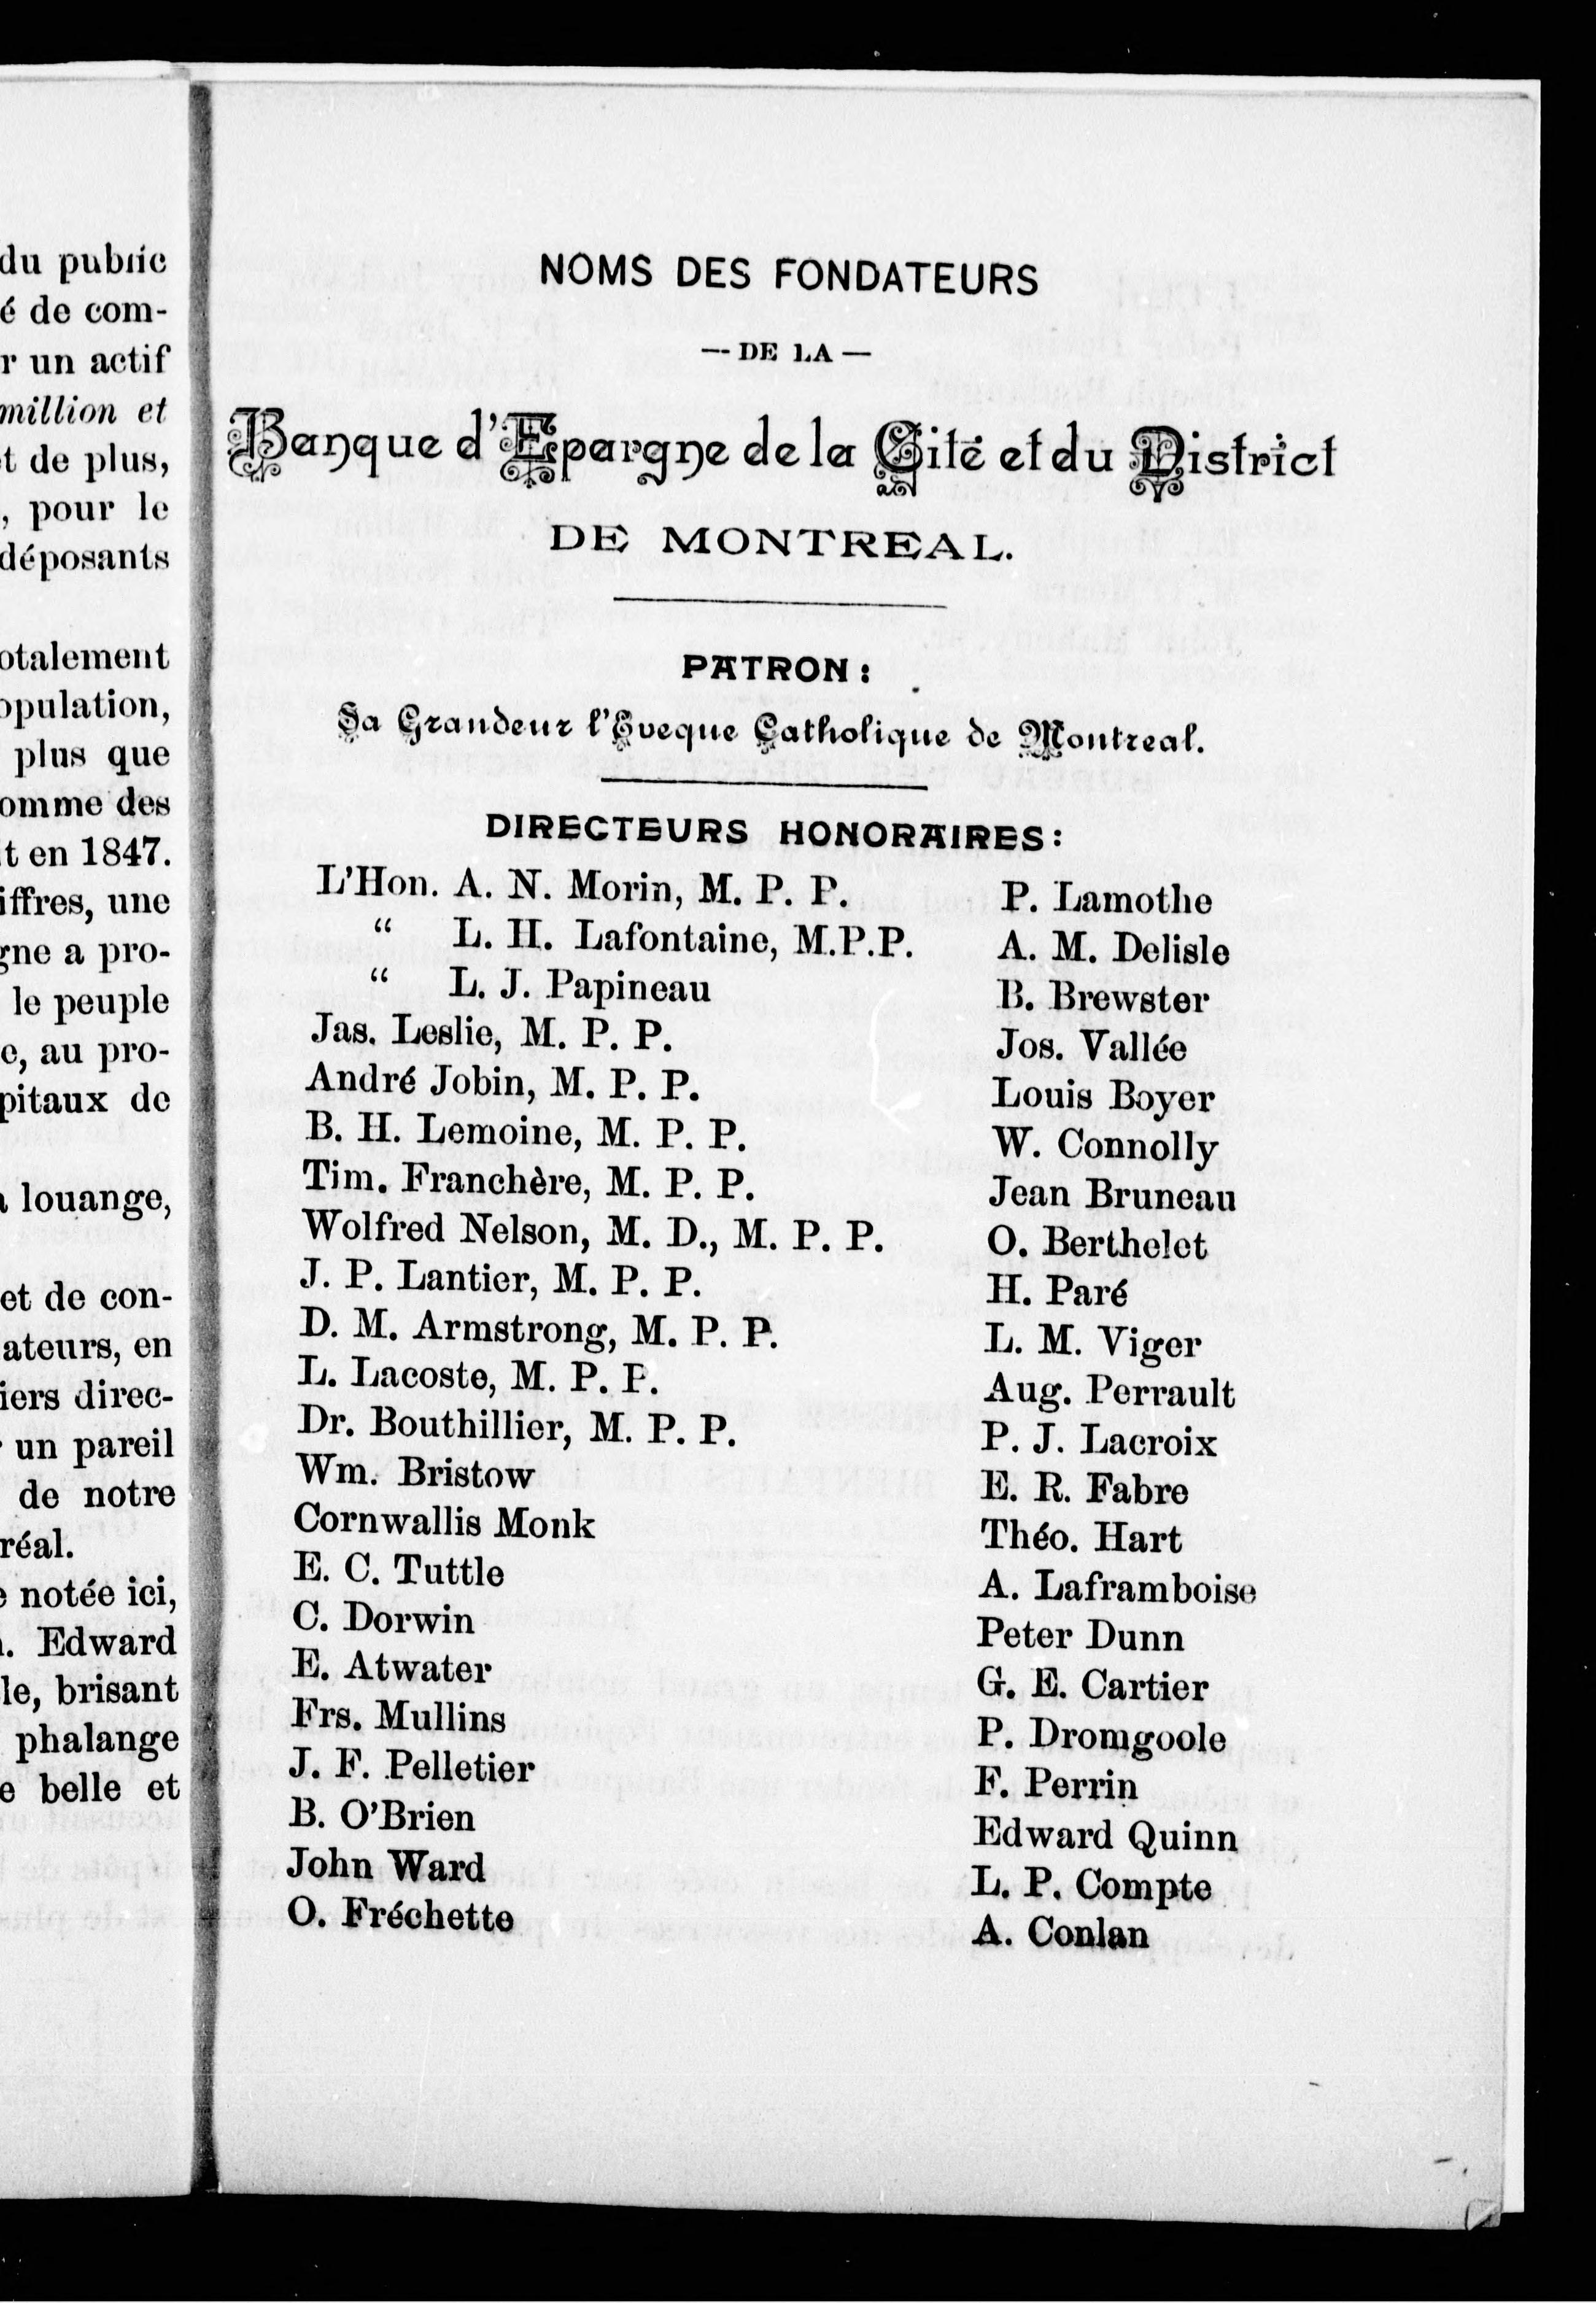 du public
é de com-
r un actif
million et
t de plus,
, pour le
déposants
otalement
opulation,
plus que
omme des
t en 1847.
iffres, une
gne a pro-
le peuple
e, au pro-
pitaux de
louange,
et de con-
ateurs, en
iers direc-
un pareil
de notre
réal.
notée ici,
. Edward
le, brisant
phalange
e belle et
NOMS DES FONDATEURS
— DE LA —
Banque d'Epargne de la Cité et du District
DE MONTREAL.
PATRON :
Sa Grandeur l'Eveque Catholique de Montreal.
DIRECTEURS HONORAIRES :
L'Hon. A. N. Morin, M. P. P.
“ L. H. Lafontaine, M.P.P.
“ L. J. Papineau
Jas. Leslie, M. P. P.
André Jobin, M. P. P.
B. H. Lemoine, M. P. P.
Tim. Franchère, M. P. P.
Wolfred Nelson, M. D., M. P. P.
J. P. Lantier, M. P. P.
D. M. Armstrong, M. P. P.
L. Lacoste, M. P. P.
Dr. Bouthillier, M. P. P.
Wm. Bristow
Cornwallis Monk
E. C. Tuttle
C. Dorwin
E. Atwater
Frs. Mullins
J. F. Pelletier
B. O'Brien
John Ward
O. Fréchette
P. Lamothe
A. M. Delisle
B. Brewster
Jos. Vallée
Louis Boyer
W. Connolly
Jean Bruneau
O. Berthelet
H. Paré
L. M. Viger
Aug. Perrault
P. J. Lacroix
E. R. Fabre
Théo. Hart
A. Laframboise
Peter Dunn
G. E. Cartier
P. Dromgoole
F. Perrin
Edward Quinn
L. P. Compte
A. Conlan